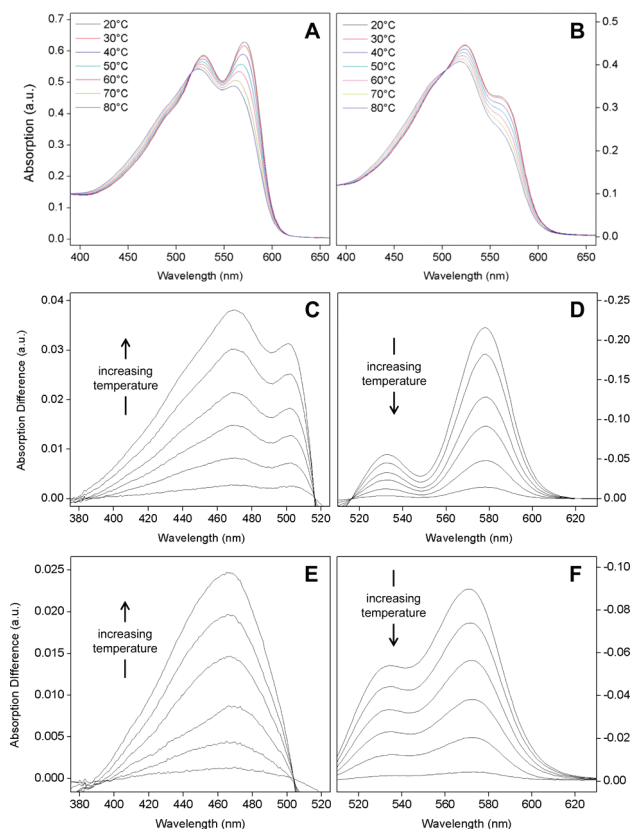 A
0.7
0.6
0.5
0.4
0.3
0.2
0.1
0.0
Absorption (a.u.)
20°C
30°C
40°C
50°C
60°C
70°C
80°C
400 450 500 550 600 650
Wavelength (nm)
B
20°C
30°C
40°C
50°C
60°C
70°C
80°C
0.5
0.4
0.3
0.2
0.1
0.0
400 450 500 550 600 650
Wavelength (nm)
C
0.04
0.03
0.02
0.01
0.00
Absorption Difference (a.u.)
increasing
temperature
380 400 420 440 460 480 500 520
Wavelength (nm)
D
-0.25
-0.20
-0.15
-0.10
-0.05
0.00
increasing
temperature
520 540 560 580 600 620
Wavelength (nm)
E
0.025
0.020
0.015
0.010
0.005
0.000
Absorption Difference (a.u.)
increasing
temperature
380 400 420 440 460 480 500 520
Wavelength (nm)
F
-0.10
-0.08
-0.06
-0.04
-0.02
0.00
increasing
temperature
520 540 560 580 600 620
Wavelength (nm)